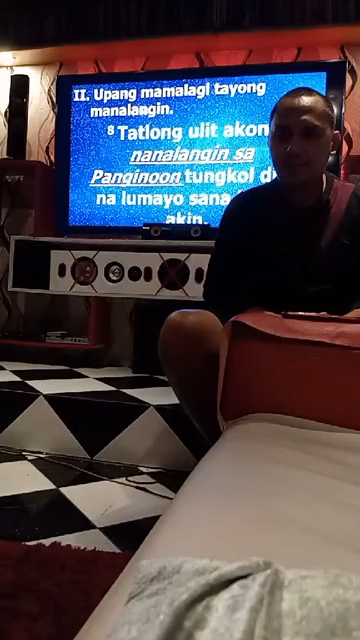 II. Upang mamalagi tayong
manalangin.
8 Tatlong ulit akon
nanalangin sa
Panginoon tungkol d
na lumayo sana
akin.